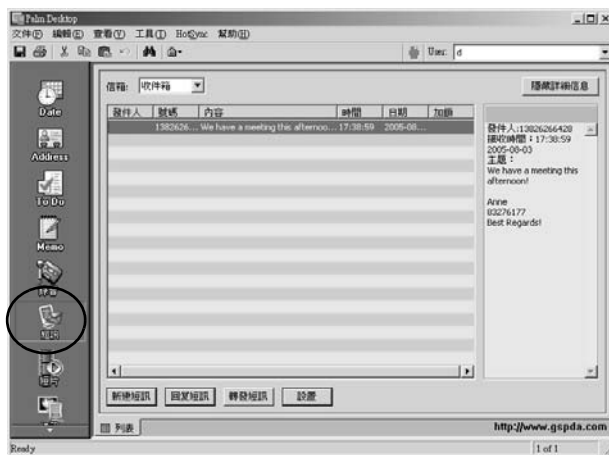 Palm Desktop
文件(F) 編輯(E) 查看(V) 工具(T) HotSync 幫助(H)
User: d
信箱: 收件箱
隱藏詳細信息
發件人 號碼 內容 時間 日期 加鎖
1382626... We have a meeting this afternoo... 17:38:59 2005-08-...
發件人:13826266428
接收時間:17:38:59
2005-08-03
主題:
We have a meeting this
afternoon!
Anne
83276177
Best Regards!
Date
Address
To Do
Memo
短訊
短片
新建短訊 回复短訊 轉發短訊 設置
列表
http://www.gspda.com
Ready
1 of 1